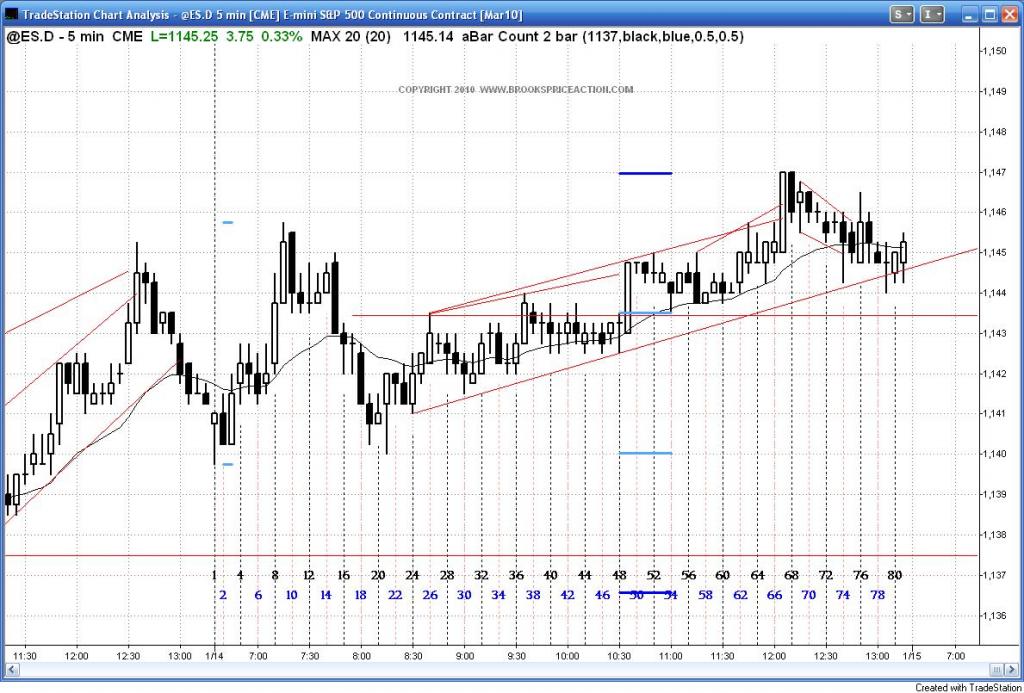 TradeStation Chart Analysis - @ES.D 5 min [CME] E-mini S&P 500 Continuous Contract [Mar10]
S I
@ES.D - 5 min CME L=1145.25 3.75 0.33% MAX 20 (20) 1145.14 aBar Count 2 bar (1137,black,blue,0.5,0.5)
COPYRIGHT 2010 WWW.BROOKSPRICEACTION.COM
1,150
1,149
1,148
1,147
1,146
1,145
1,144
1,143
1,142
1,141
1,140
1,139
1,138
1,137
1,136
1 4 8 12 16 20 24 28 32 36 40 44 48 52 56 60 64 68 72 76 80
2 6 10 14 18 22 26 30 34 38 42 46 50 54 58 62 66 70 74 78
11:30 12:00 12:30 13:00 1/14 7:00 7:30 8:00 8:30 9:00 9:30 10:00 10:30 11:00 11:30 12:00 12:30 13:00 1/15 7:00
Created with TradeStation